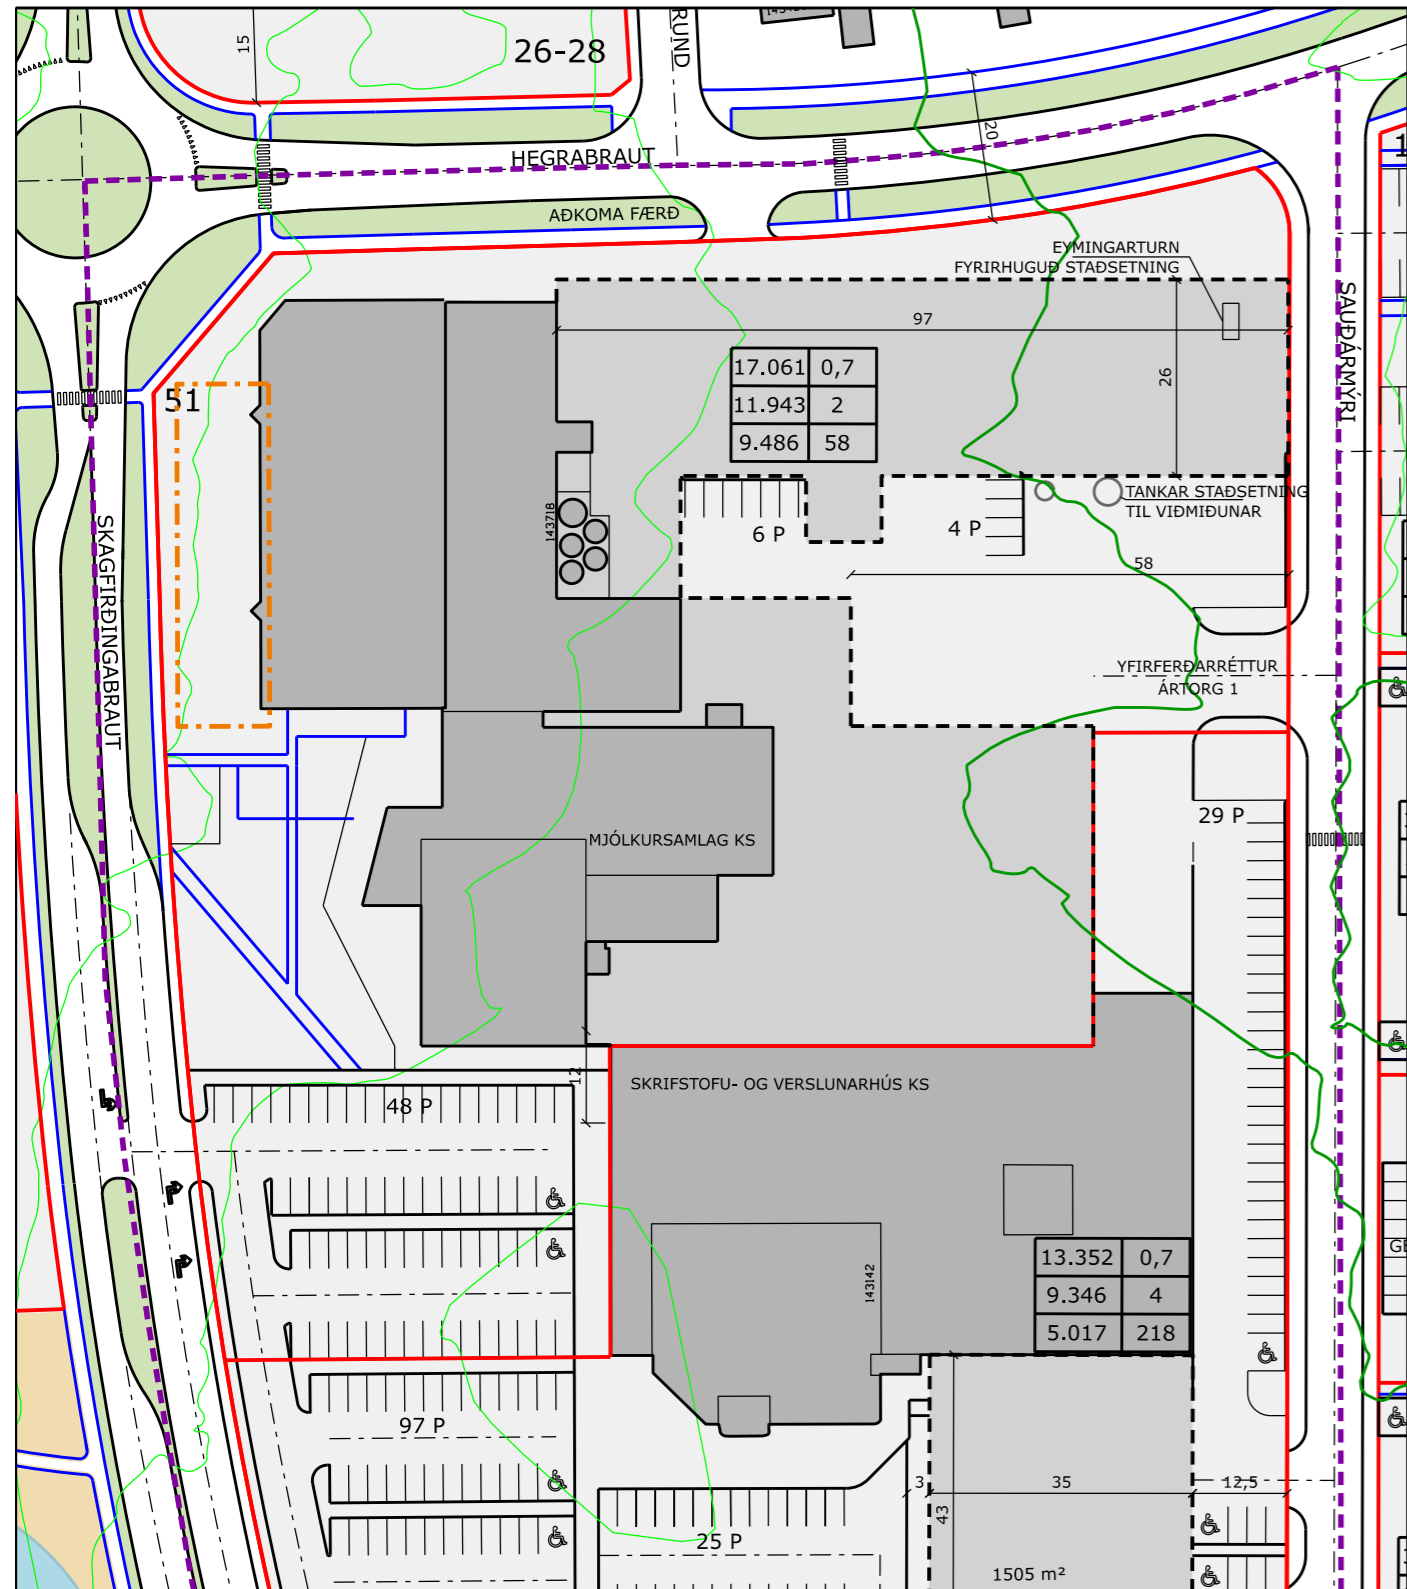 15
26-28
RUND
20
HEGRABRAUT
AÐKOMA FÆRÐ
EYMINGARTURN
FYRIRHUGUÐ STAÐSETNING
97
26
SAUÐÁRMÝRI
51
17.061 0,7
11.943 2
9.486 58
TANKAR STAÐSETNING
TIL VIÐMIÐUNAR
143718
6 P
4 P
58
SKAGFIRÐINGABRAUT
YFIRFERÐARRÉTTUR
ÁRTORG 1
29 P
MJÓLKURSAMLAG KS
12
SKRIFSTOFU- OG VERSLUNARHÚS KS
48 P
143142
13.352 0,7
9.346 4
5.017 218
97 P
3
35
12,5
43
25 P
1505 m²